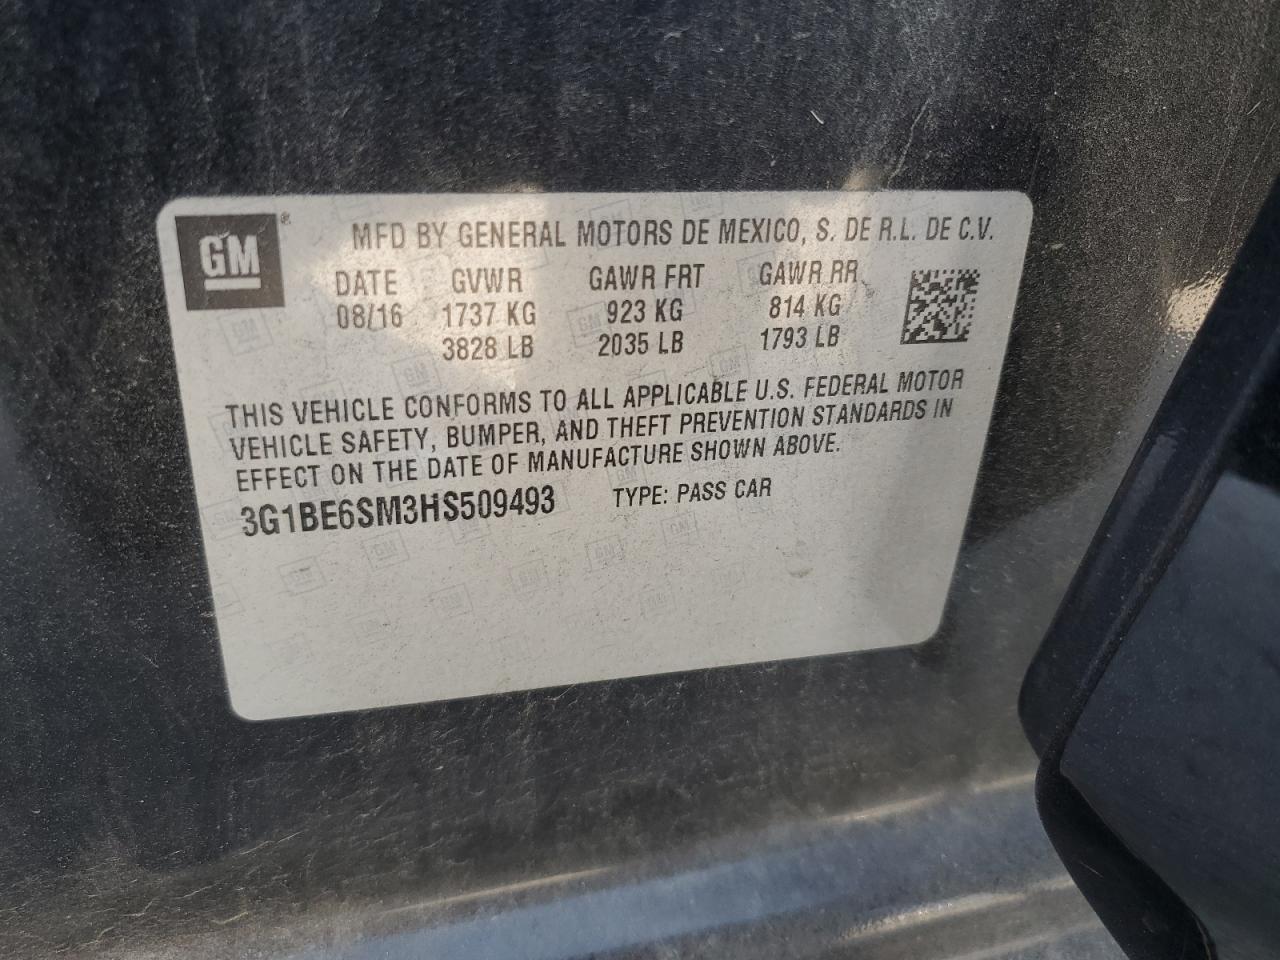 GM®
MFD BY GENERAL MOTORS DE MEXICO, S. DE R.L. DE C.V.
DATE GVWR GAWR FRT GAWR RR
08/16 1737 KG 923 KG 814 KG
3828 LB 2035 LB 1793 LB
THIS VEHICLE CONFORMS TO ALL APPLICABLE U.S. FEDERAL MOTOR
VEHICLE SAFETY, BUMPER, AND THEFT PREVENTION STANDARDS IN
EFFECT ON THE DATE OF MANUFACTURE SHOWN ABOVE.
3G1BE6SM3HS509493 TYPE: PASS CAR